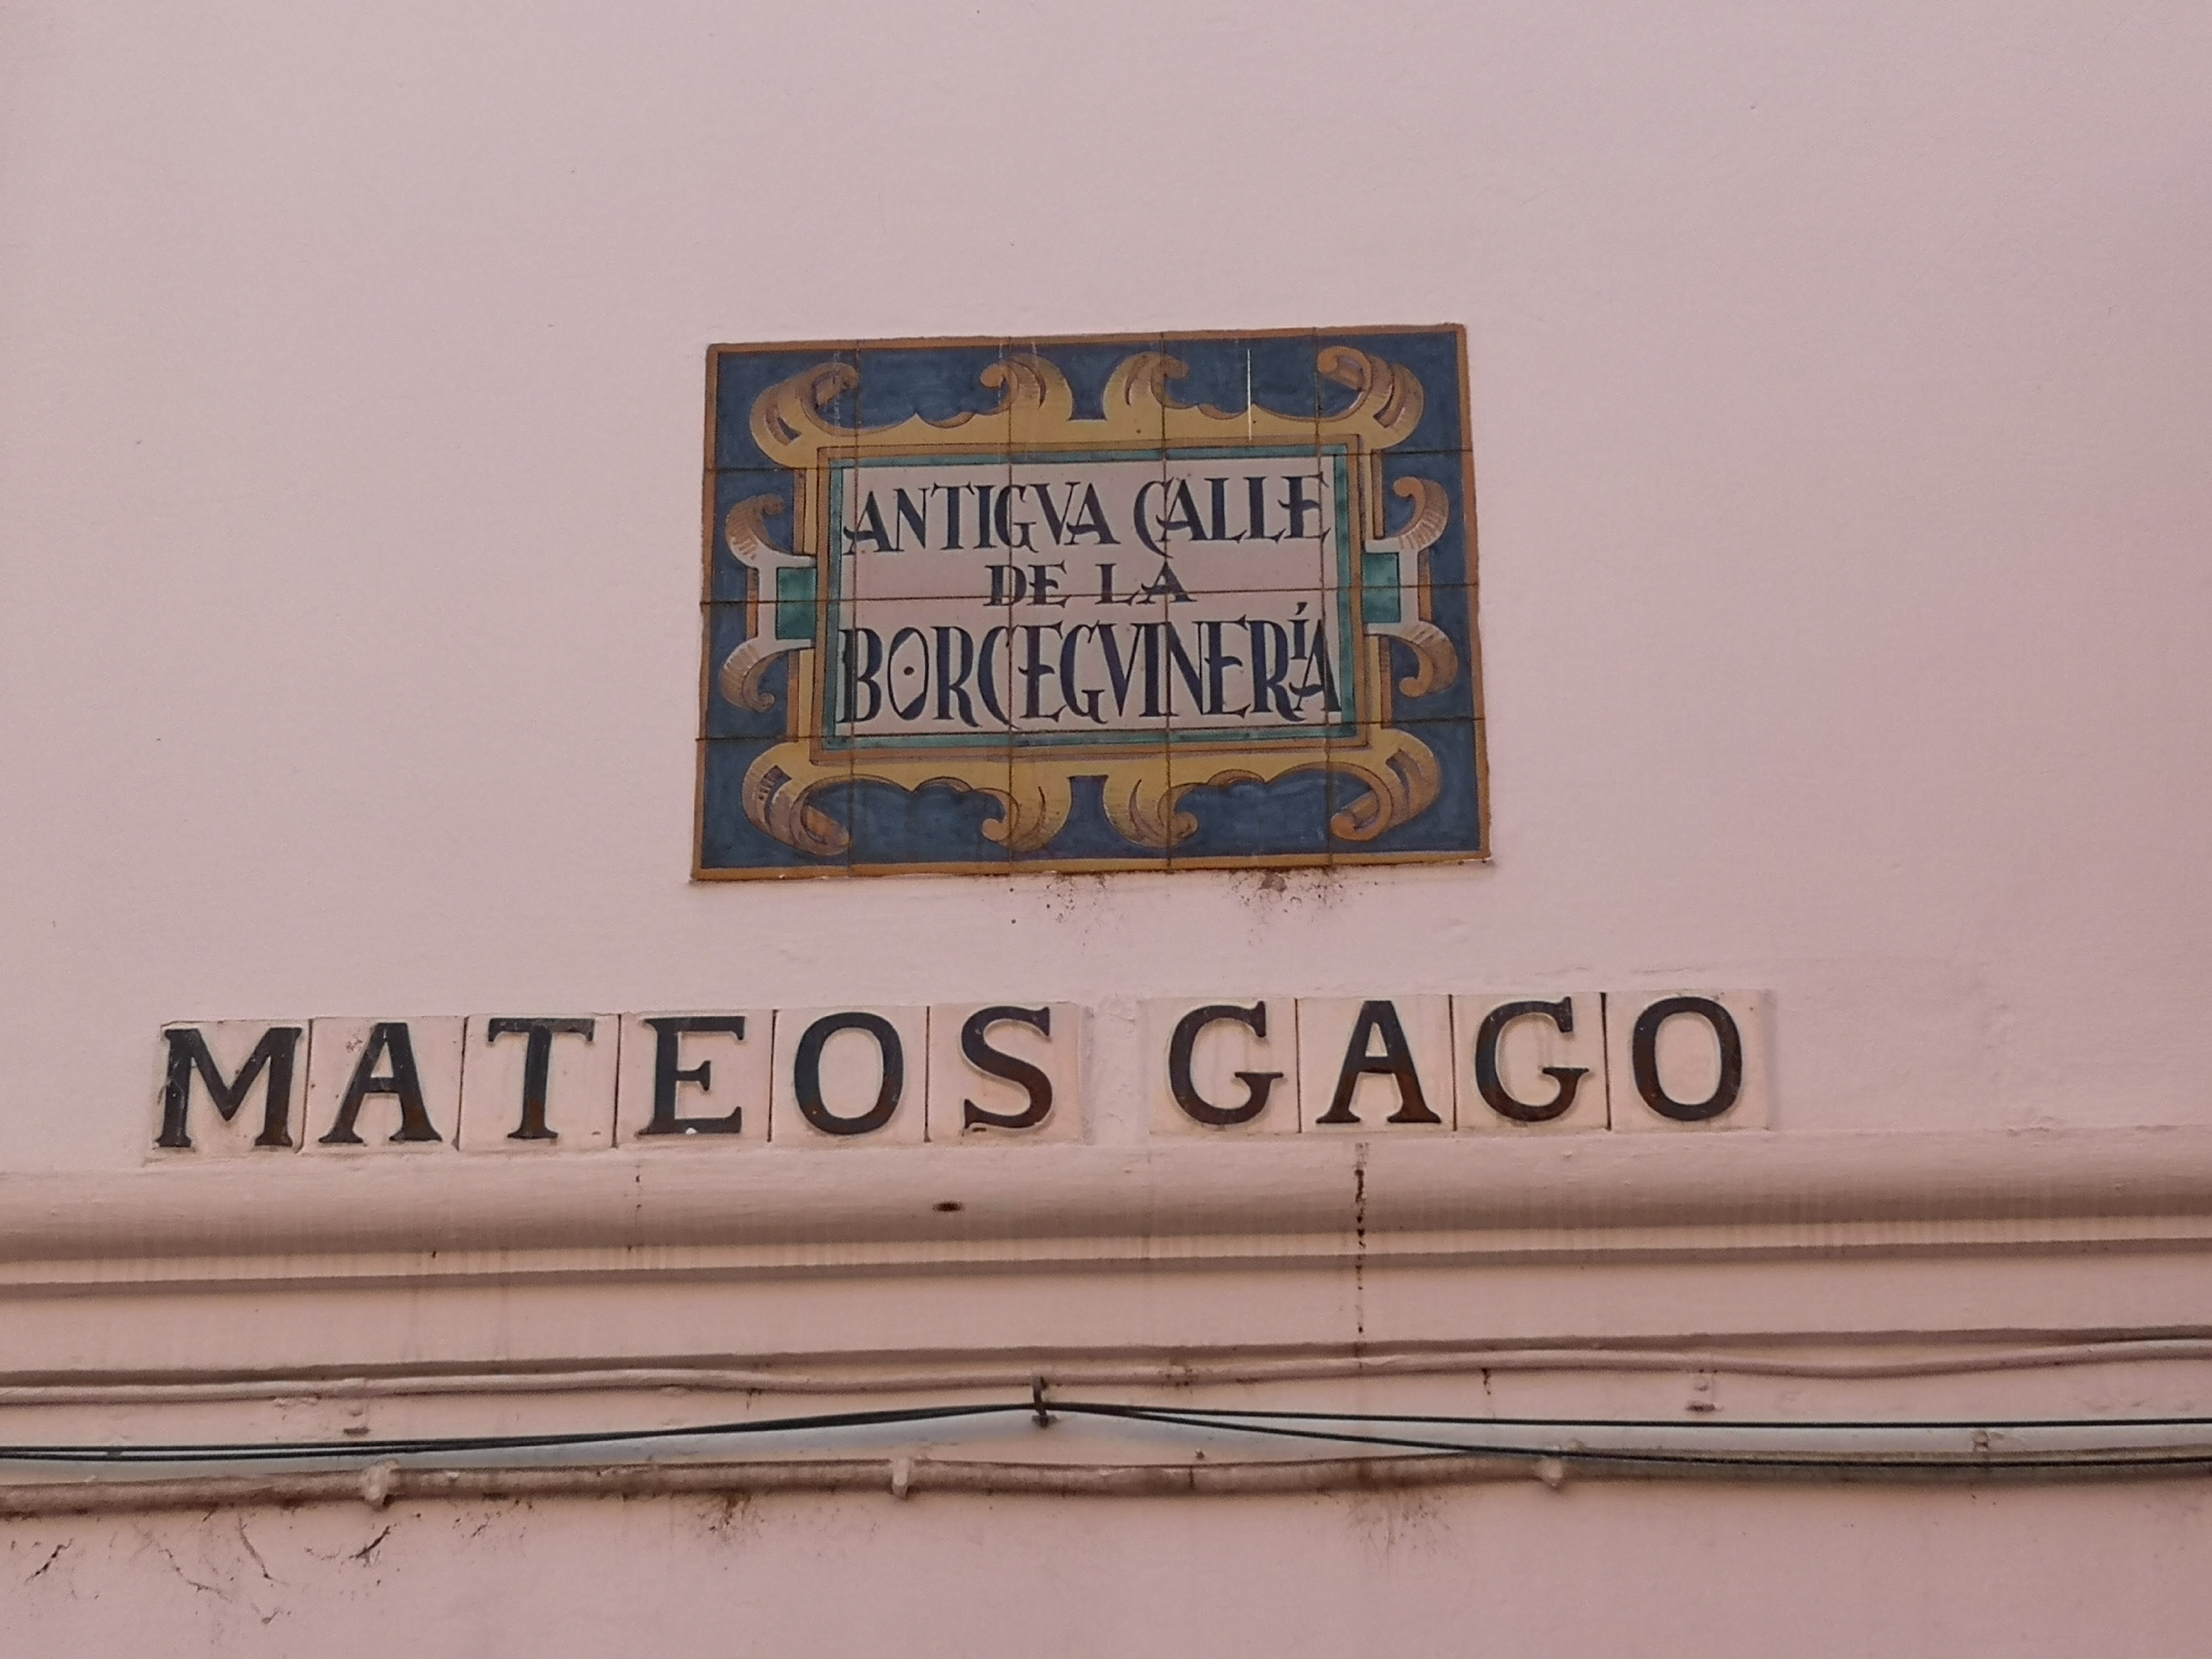 ANTIGVA CALLE
DE LA
BORCEGVINERÍA
MATEOS GAGO